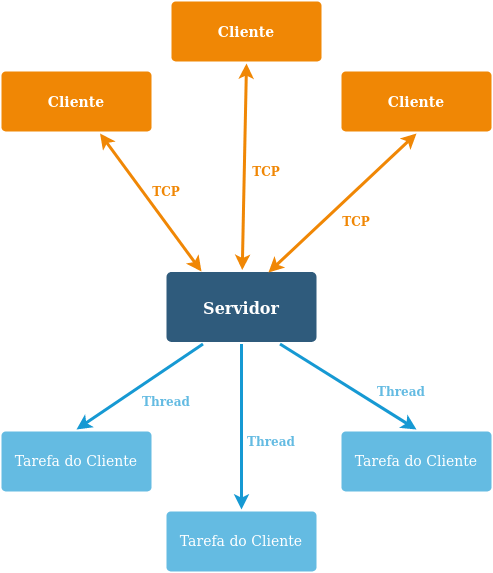 Cliente
Cliente
Cliente
TCP
TCP
TCP
Servidor
Thread
Thread
Thread
Tarefa do Cliente
Tarefa do Cliente
Tarefa do Cliente